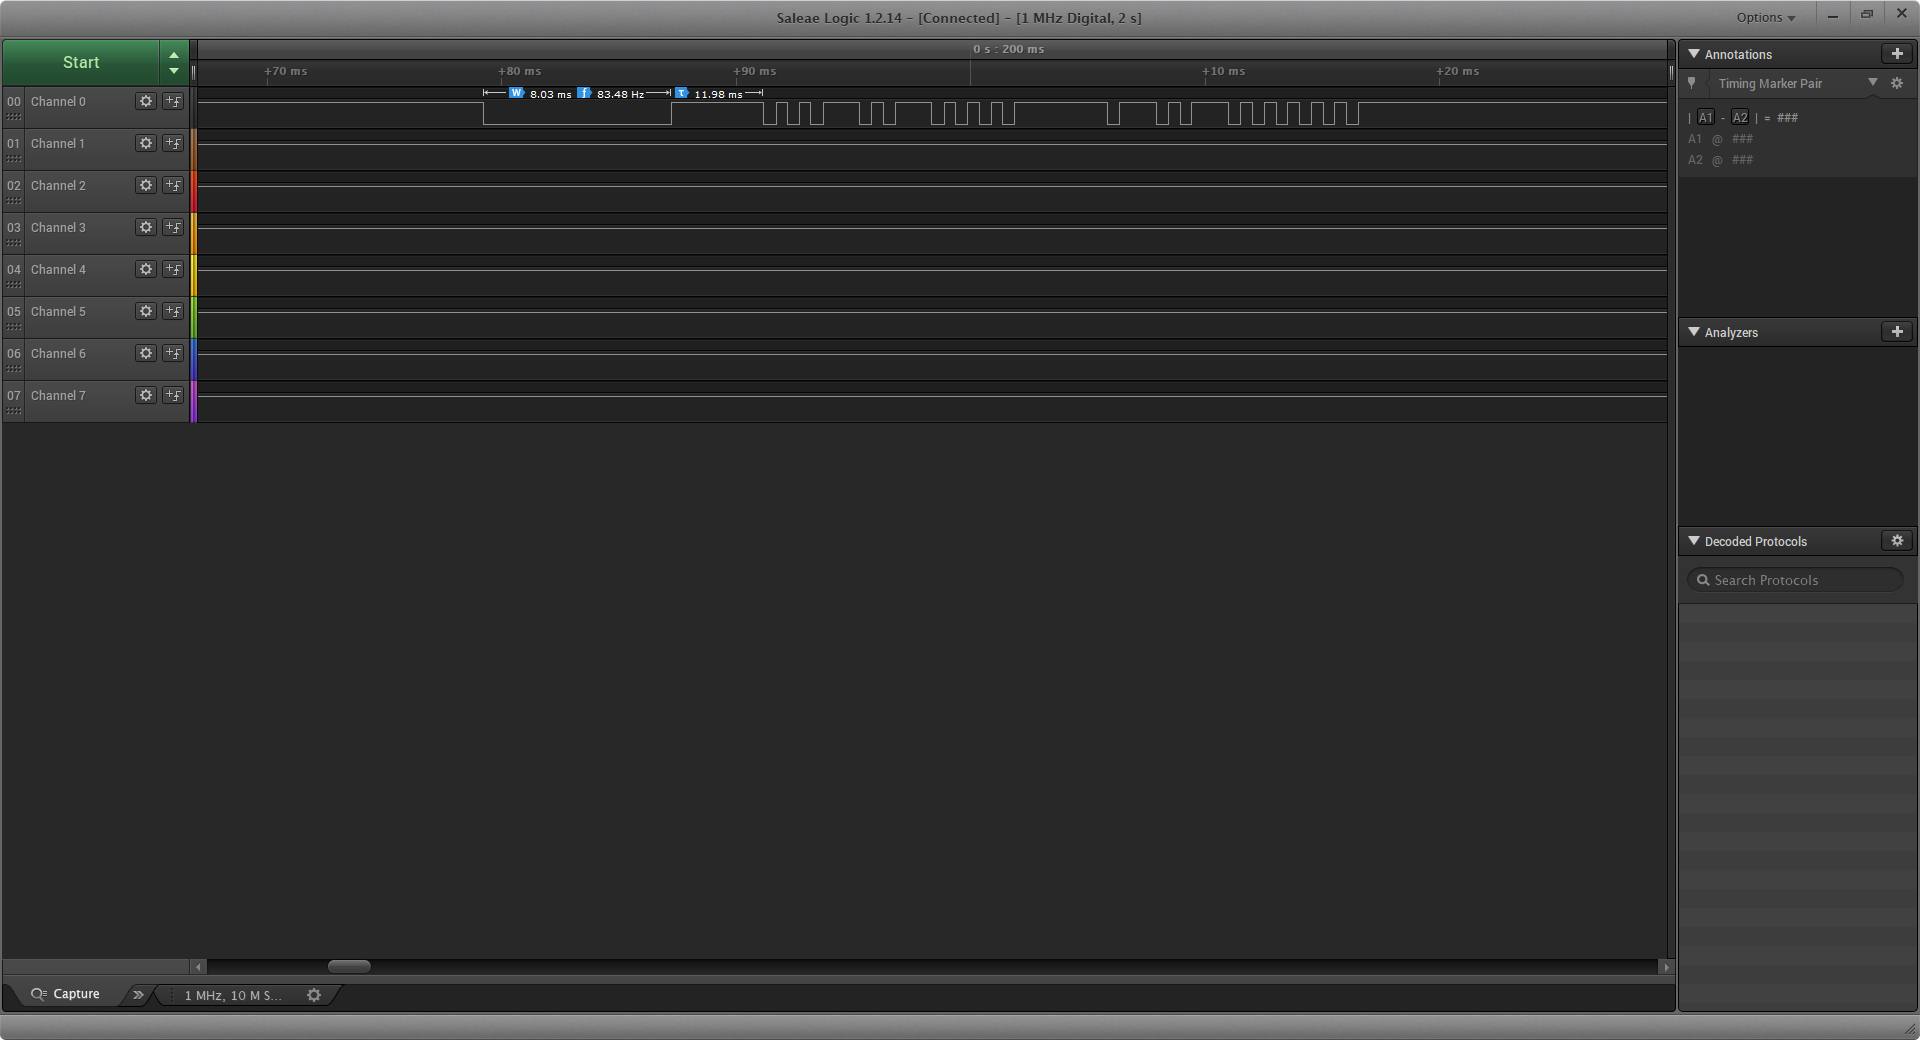 Saleae Logic 1.2.14 - [Connected] - [1 MHz Digital, 2 s]
Options
Start
0 s : 200 ms
+70 ms
+80 ms
+90 ms
+10 ms
+20 ms
W 8.03 ms f 83.48 Hz T 11.98 ms
00 Channel 0
01 Channel 1
02 Channel 2
03 Channel 3
04 Channel 4
05 Channel 5
06 Channel 6
07 Channel 7
Annotations
Timing Marker Pair
| A1 - A2 | = ###
A1 @ ###
A2 @ ###
Analyzers
Decoded Protocols
Search Protocols
Capture
1 MHz, 10 M S...